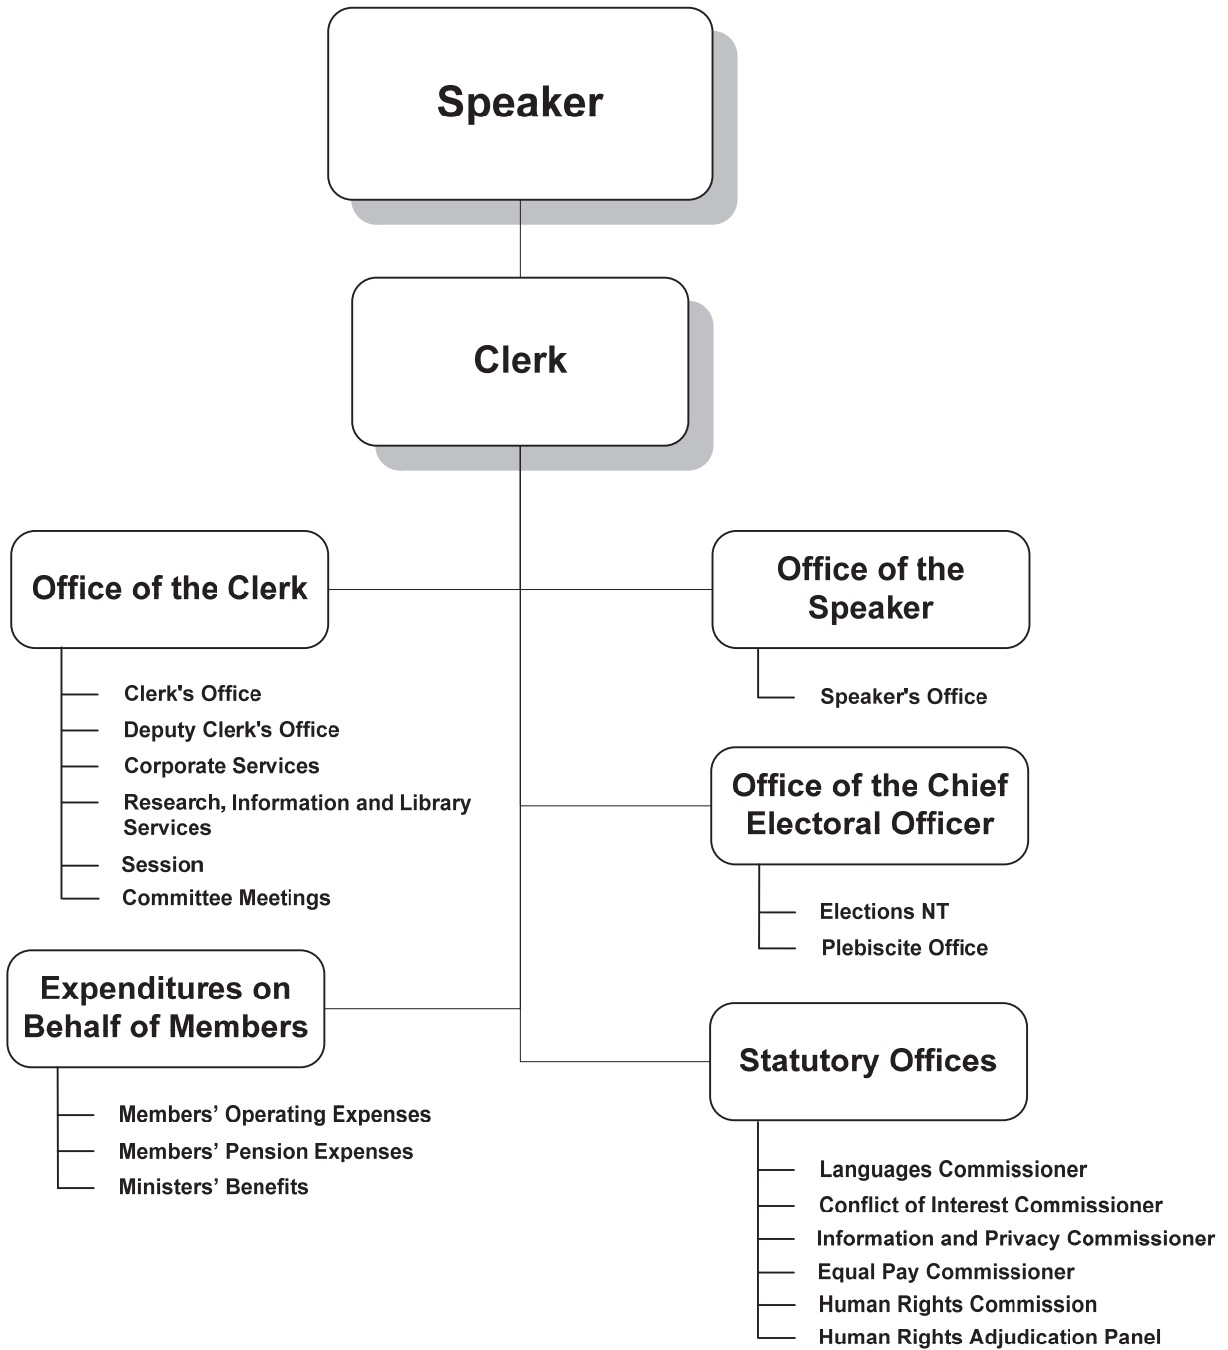 Speaker
Clerk
Office of the Clerk
Clerk's Office
Deputy Clerk's Office
Corporate Services
Research, Information and Library
Services
Session
Committee Meetings
Expenditures on
Behalf of Members
Members’ Operating Expenses
Members’ Pension Expenses
Ministers’ Benefits
Office of the
Speaker
Speaker's Office
Office of the Chief
Electoral Officer
Elections NT
Plebiscite Office
Statutory Offices
Languages Commissioner
Conflict of Interest Commissioner
Information and Privacy Commissioner
Equal Pay Commissioner
Human Rights Commission
Human Rights Adjudication Panel